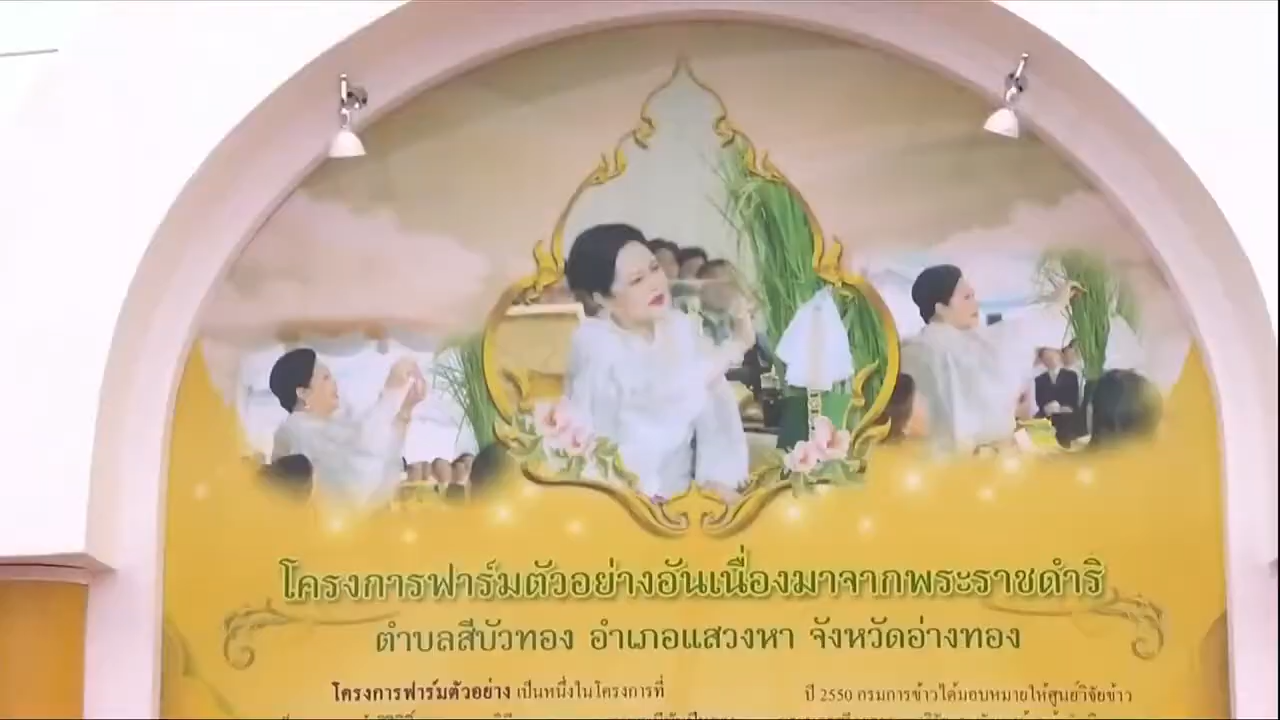 โครงการฟาร์มตัวอย่างอันเนื่องมาจากพระราชดำริ
ตำบลสีบัวทอง อำเภอแสวงหา จังหวัดอ่างทอง
โครงการฟาร์มตัวอย่าง เป็นหนึ่งในโครงการที่
ปี 2550 กรมการข้าวได้มอบหมายให้ศูนย์วิจัยข้าว